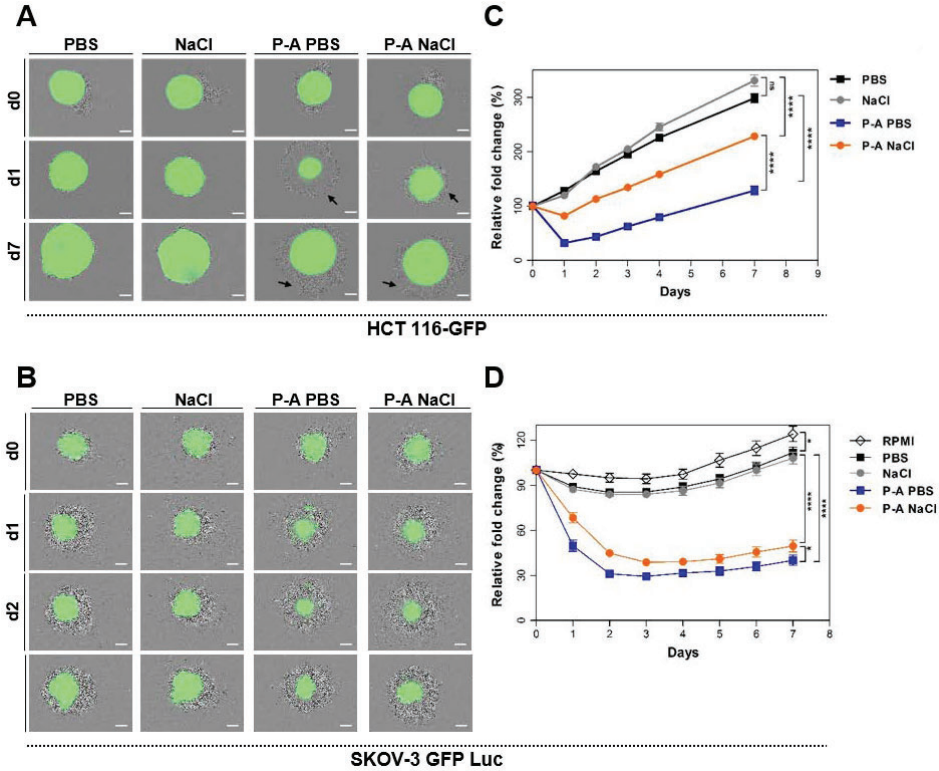 A
PBS
NaCl
P-A PBS
P-A NaCl
d0
d1
d7
HCT 116-GFP
C
Relative fold change (%)
300
200
100
0
0 1 2 3 4 5 6 7 8 9
Days
ns
****
****
****
PBS
NaCl
P-A PBS
P-A NaCl
B
PBS
NaCl
P-A PBS
P-A NaCl
d0
d1
d2
SKOV-3 GFP Luc
D
Relative fold change (%)
120
90
60
30
0
0 1 2 3 4 5 6 7 8
Days
*
****
*
****
RPMI
PBS
NaCl
P-A PBS
P-A NaCl